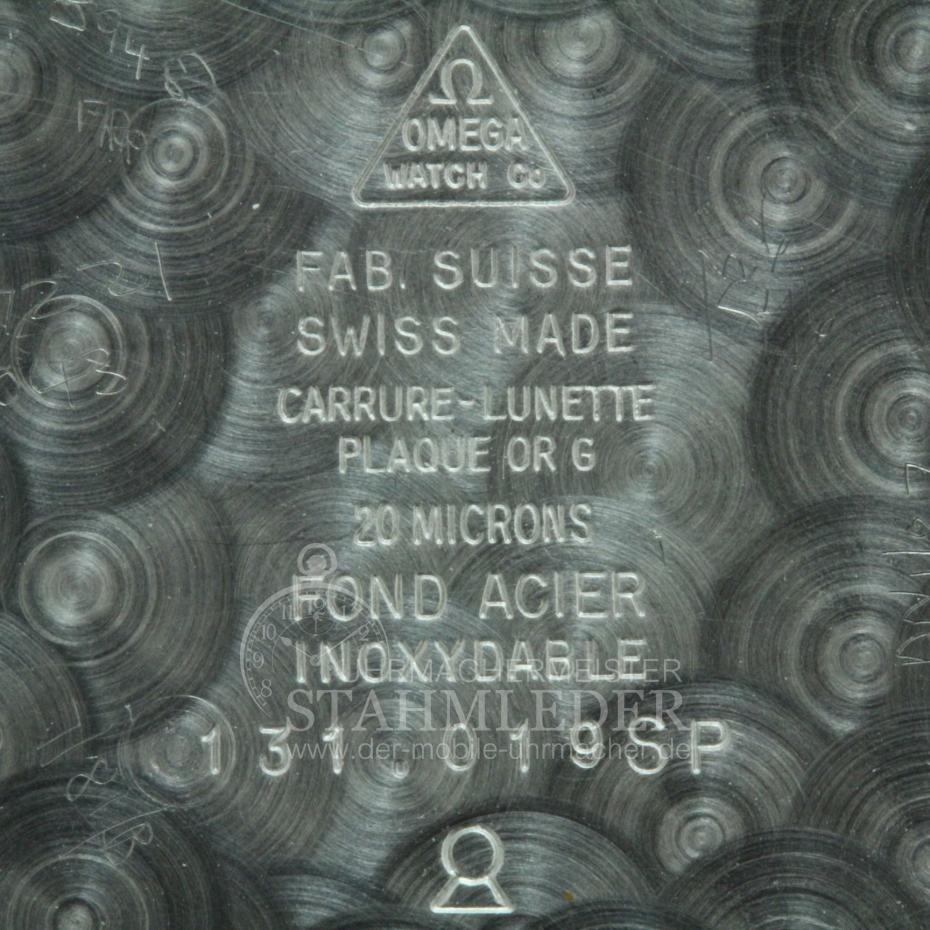 Ω
OMEGA
WATCH Co
FAB. SUISSE
SWISS MADE
CARRURE-LUNETTE
PLAQUE OR G
20 MICRONS
FOND ACIER
INOXYDABLE
UHRMACHERMEISTER
STAHMLEDER
www.der-mobile-uhrmacher.de
131.019SP